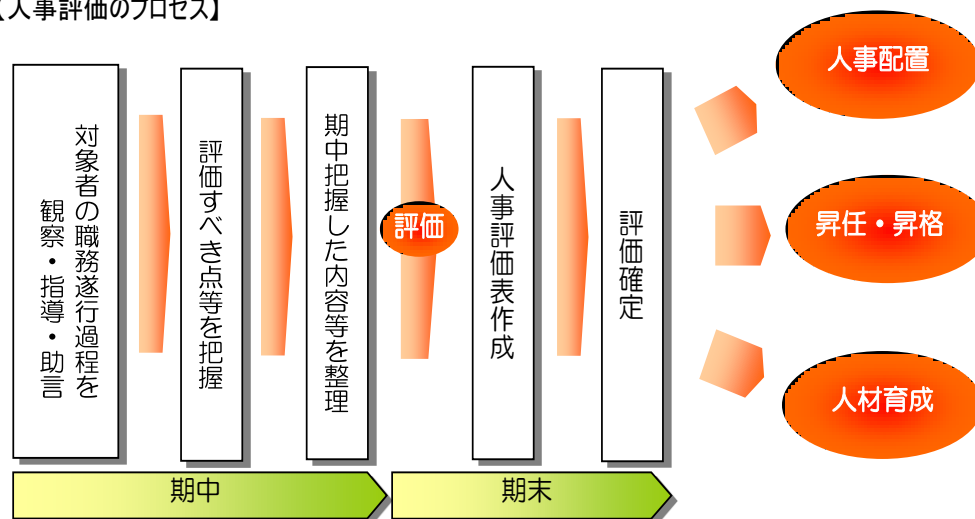 【人事評価のプロセス】
対象者の職務遂行過程を
観察・指導・助言
評価すべき点等を把握
期中把握した内容等を整理
評価
人事評価表作成
評価確定
人事配置
昇任・昇格
人材育成
期中
期末